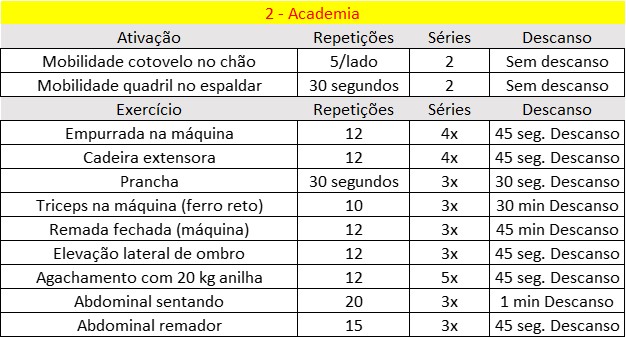 2 - Academia
Ativação Repetições Séries Descanso
Mobilidade cotovelo no chão 5/lado 2 Sem descanso
Mobilidade quadril no espaldar 30 segundos 2 Sem descanso
Exercício Repetições Séries Descanso
Empurrada na máquina 12 4x 45 seg. Descanso
Cadeira extensora 12 4x 45 seg. Descanso
Prancha 30 segundos 3x 30 seg. Descanso
Triceps na máquina (ferro reto) 10 3x 30 min Descanso
Remada fechada (máquina) 12 3x 45 min Descanso
Elevação lateral de ombro 12 3x 45 seg. Descanso
Agachamento com 20 kg anilha 12 5x 45 seg. Descanso
Abdominal sentando 20 3x 1 min Descanso
Abdominal remador 15 3x 45 seg. Descanso